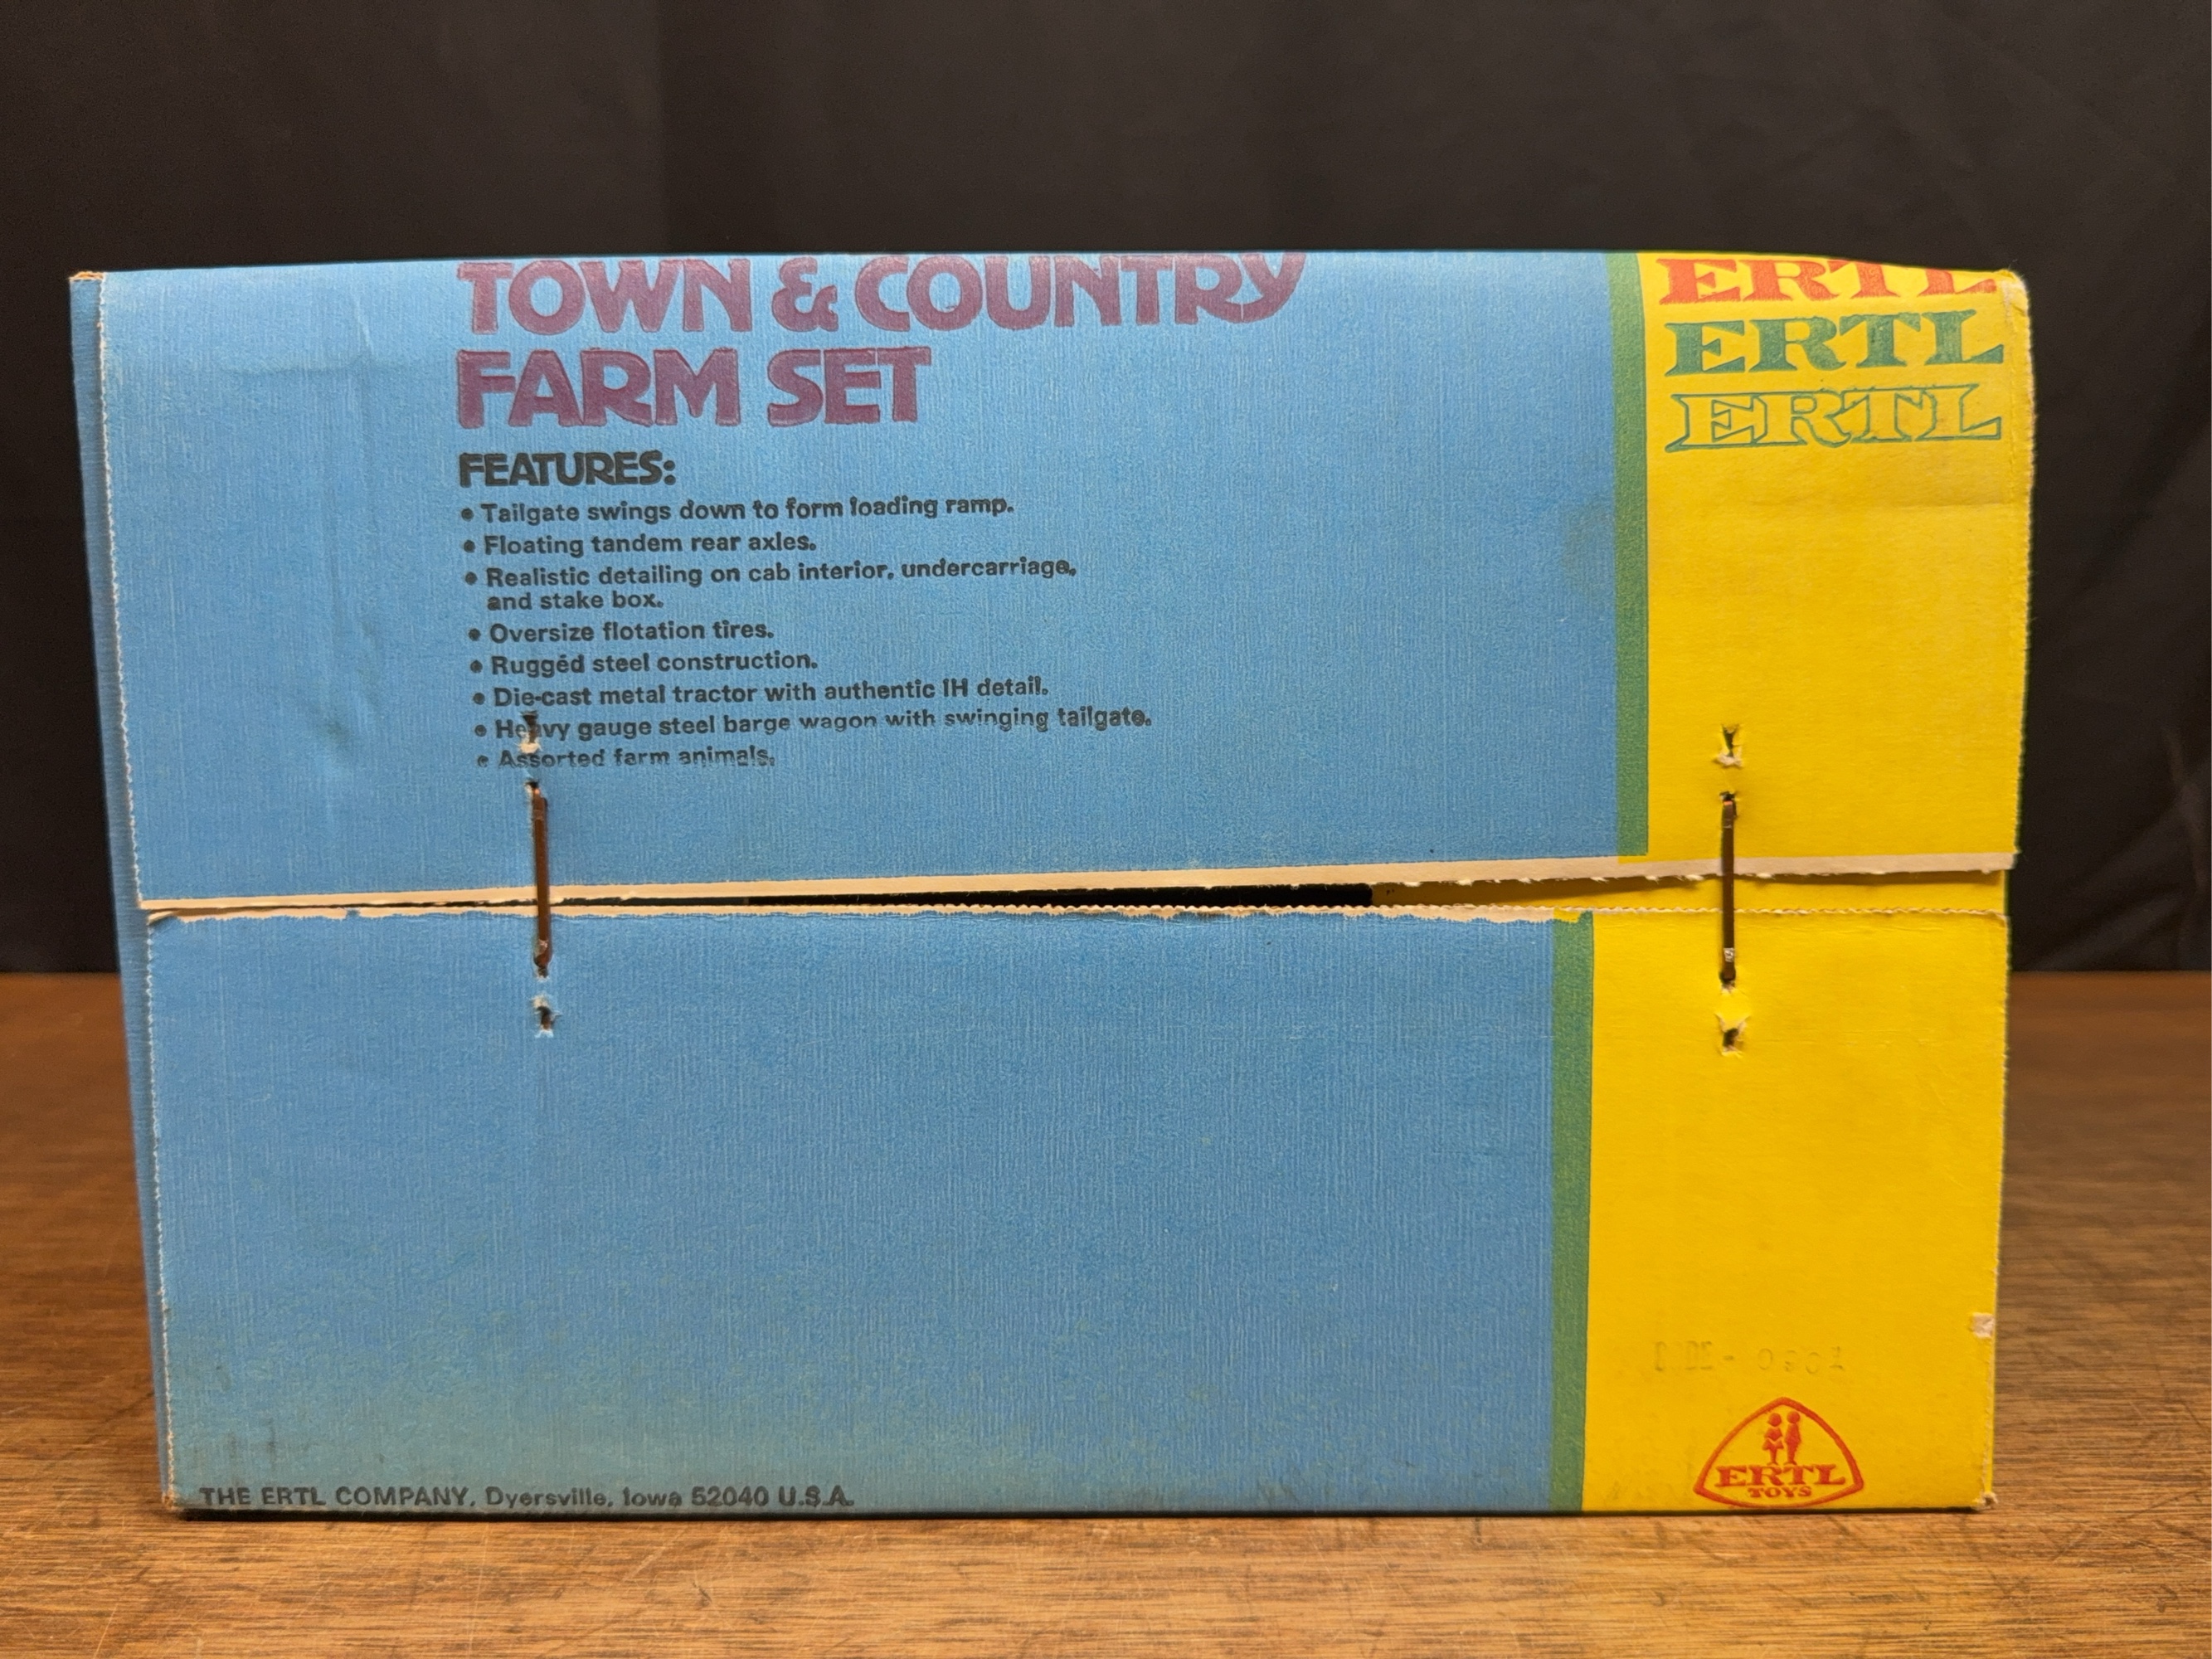 TOWN & COUNTRY
FARM SET
FEATURES:
• Tailgate swings down to form loading ramp.
• Floating tandem rear axles.
• Realistic detailing on cab interior, undercarriage,
and stake box.
• Oversize flotation tires.
• Rugged steel construction.
• Die-cast metal tractor with authentic IH detail.
• Heavy gauge steel barge wagon with swinging tailgate.
• Assorted farm animals.
ERTL
ERTL
ERTL
THE ERTL COMPANY, Dyersville, Iowa 52040 U.S.A.
ERTL
TOYS